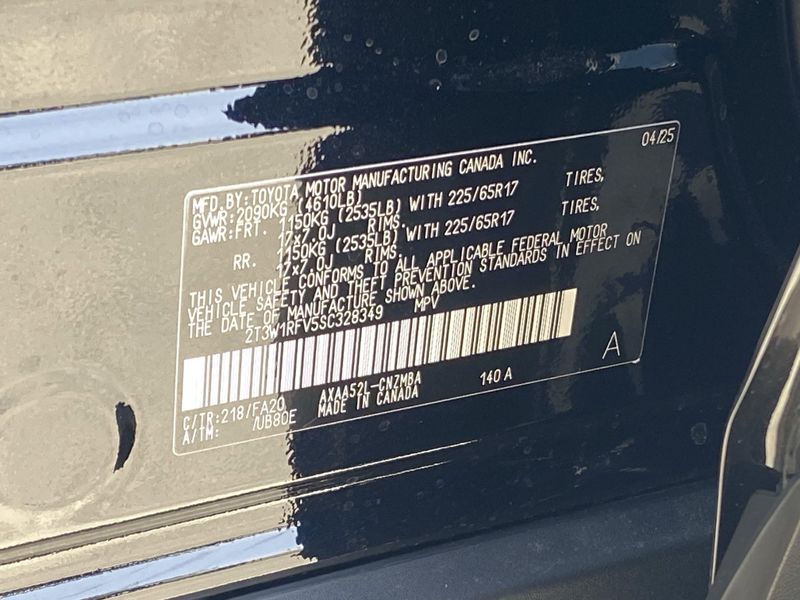 04/25
MFD. BY: TOYOTA MOTOR MANUFACTURING CANADA INC.
GVWR: 2090KG (4610LB)
GAWR: FRT. 1150KG (2535LB) WITH 225/65R17 TIRES,
17x7.0J RIMS.
RR. 1150KG (2535LB) WITH 225/65R17 TIRES,
17x7.0J RIMS.
THIS VEHICLE CONFORMS TO ALL APPLICABLE FEDERAL MOTOR
VEHICLE SAFETY AND THEFT PREVENTION STANDARDS IN EFFECT ON
THE DATE OF MANUFACTURE SHOWN ABOVE.
2T3W1RFV5SC328349 MPV
A
C/TR: 218/FA20 AXAA52L-CNZMBA 140 A
A/TM: /UB80E MADE IN CANADA